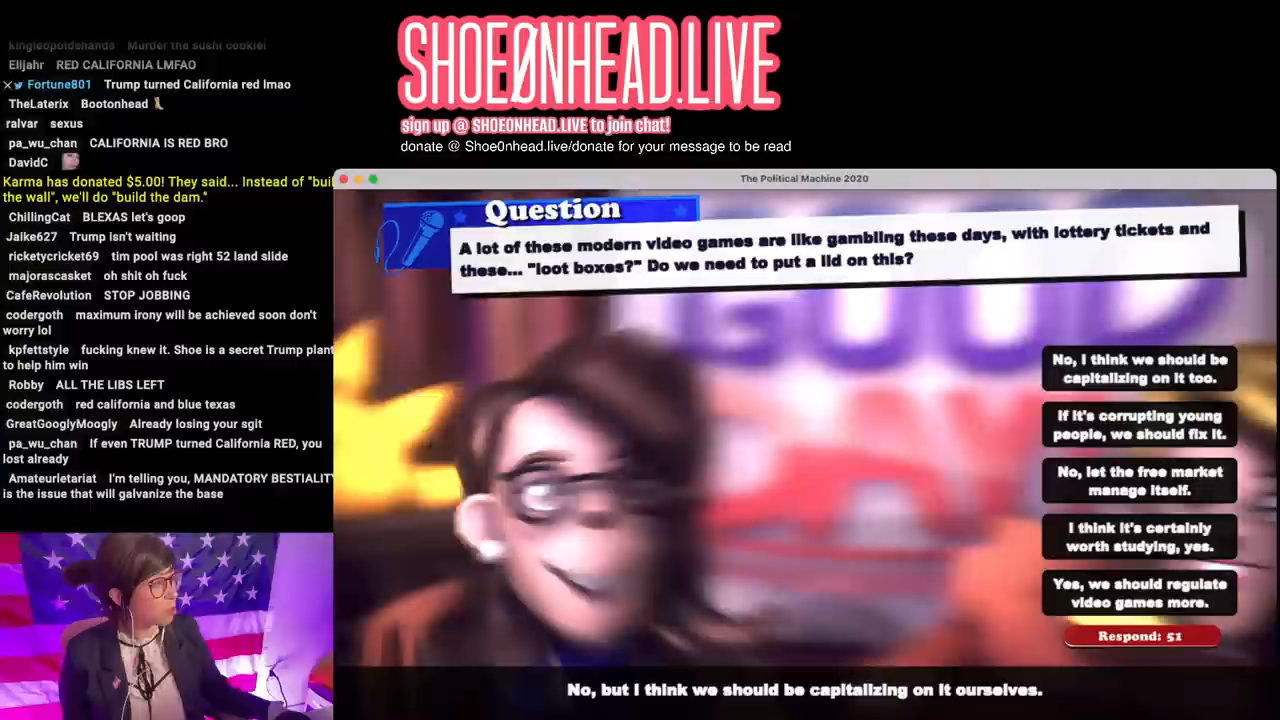 kingleopoldehands Murder the sushi cookie!
Elijahr RED CALIFORNIA LMFAO
Fortune801 Trump turned California red lmao
TheLaterix Bootonhead
ralvar sexus
pa_wu_chan CALIFORNIA IS RED BRO
DavidC
Karma has donated $5.00! They said... Instead of "buil
the wall", we'll do "build the dam."
ChillingCat BLEXAS let's goop
Jaike627 Trump isn't waiting
ricketycricket69 tim pool was right 52 land slide
majorascasket oh shit oh fuck
CafeRevolution STOP JOBBING
codergoth maximum irony will be achieved soon don't
worry lol
kpfettstyle fucking knew it. Shoe is a secret Trump plant
to help him win
Robby ALL THE LIBS LEFT
codergoth red california and blue texas
GreatGooglyMoogly Already losing your sgit
pa_wu_chan If even TRUMP turned California RED, you
lost already
Amateurletariat I'm telling you, MANDATORY BESTIALITY
is the issue that will galvanize the base
SHOEØNHEAD.LIVE
sign up @ SHOE0NHEAD.LIVE to join chat!
donate @ Shoe0nhead.live/donate for your message to be read
The Political Machine 2020
Question
A lot of these modern video games are like gambling these days, with lottery tickets and
these... "loot boxes?" Do we need to put a lid on this?
No, I think we should be
capitalizing on it too.
If it's corrupting young
people, we should fix it.
No, let the free market
manage itself.
I think it's certainly
worth studying, yes.
Yes, we should regulate
video games more.
Respond: 51
No, but I think we should be capitalizing on it ourselves.